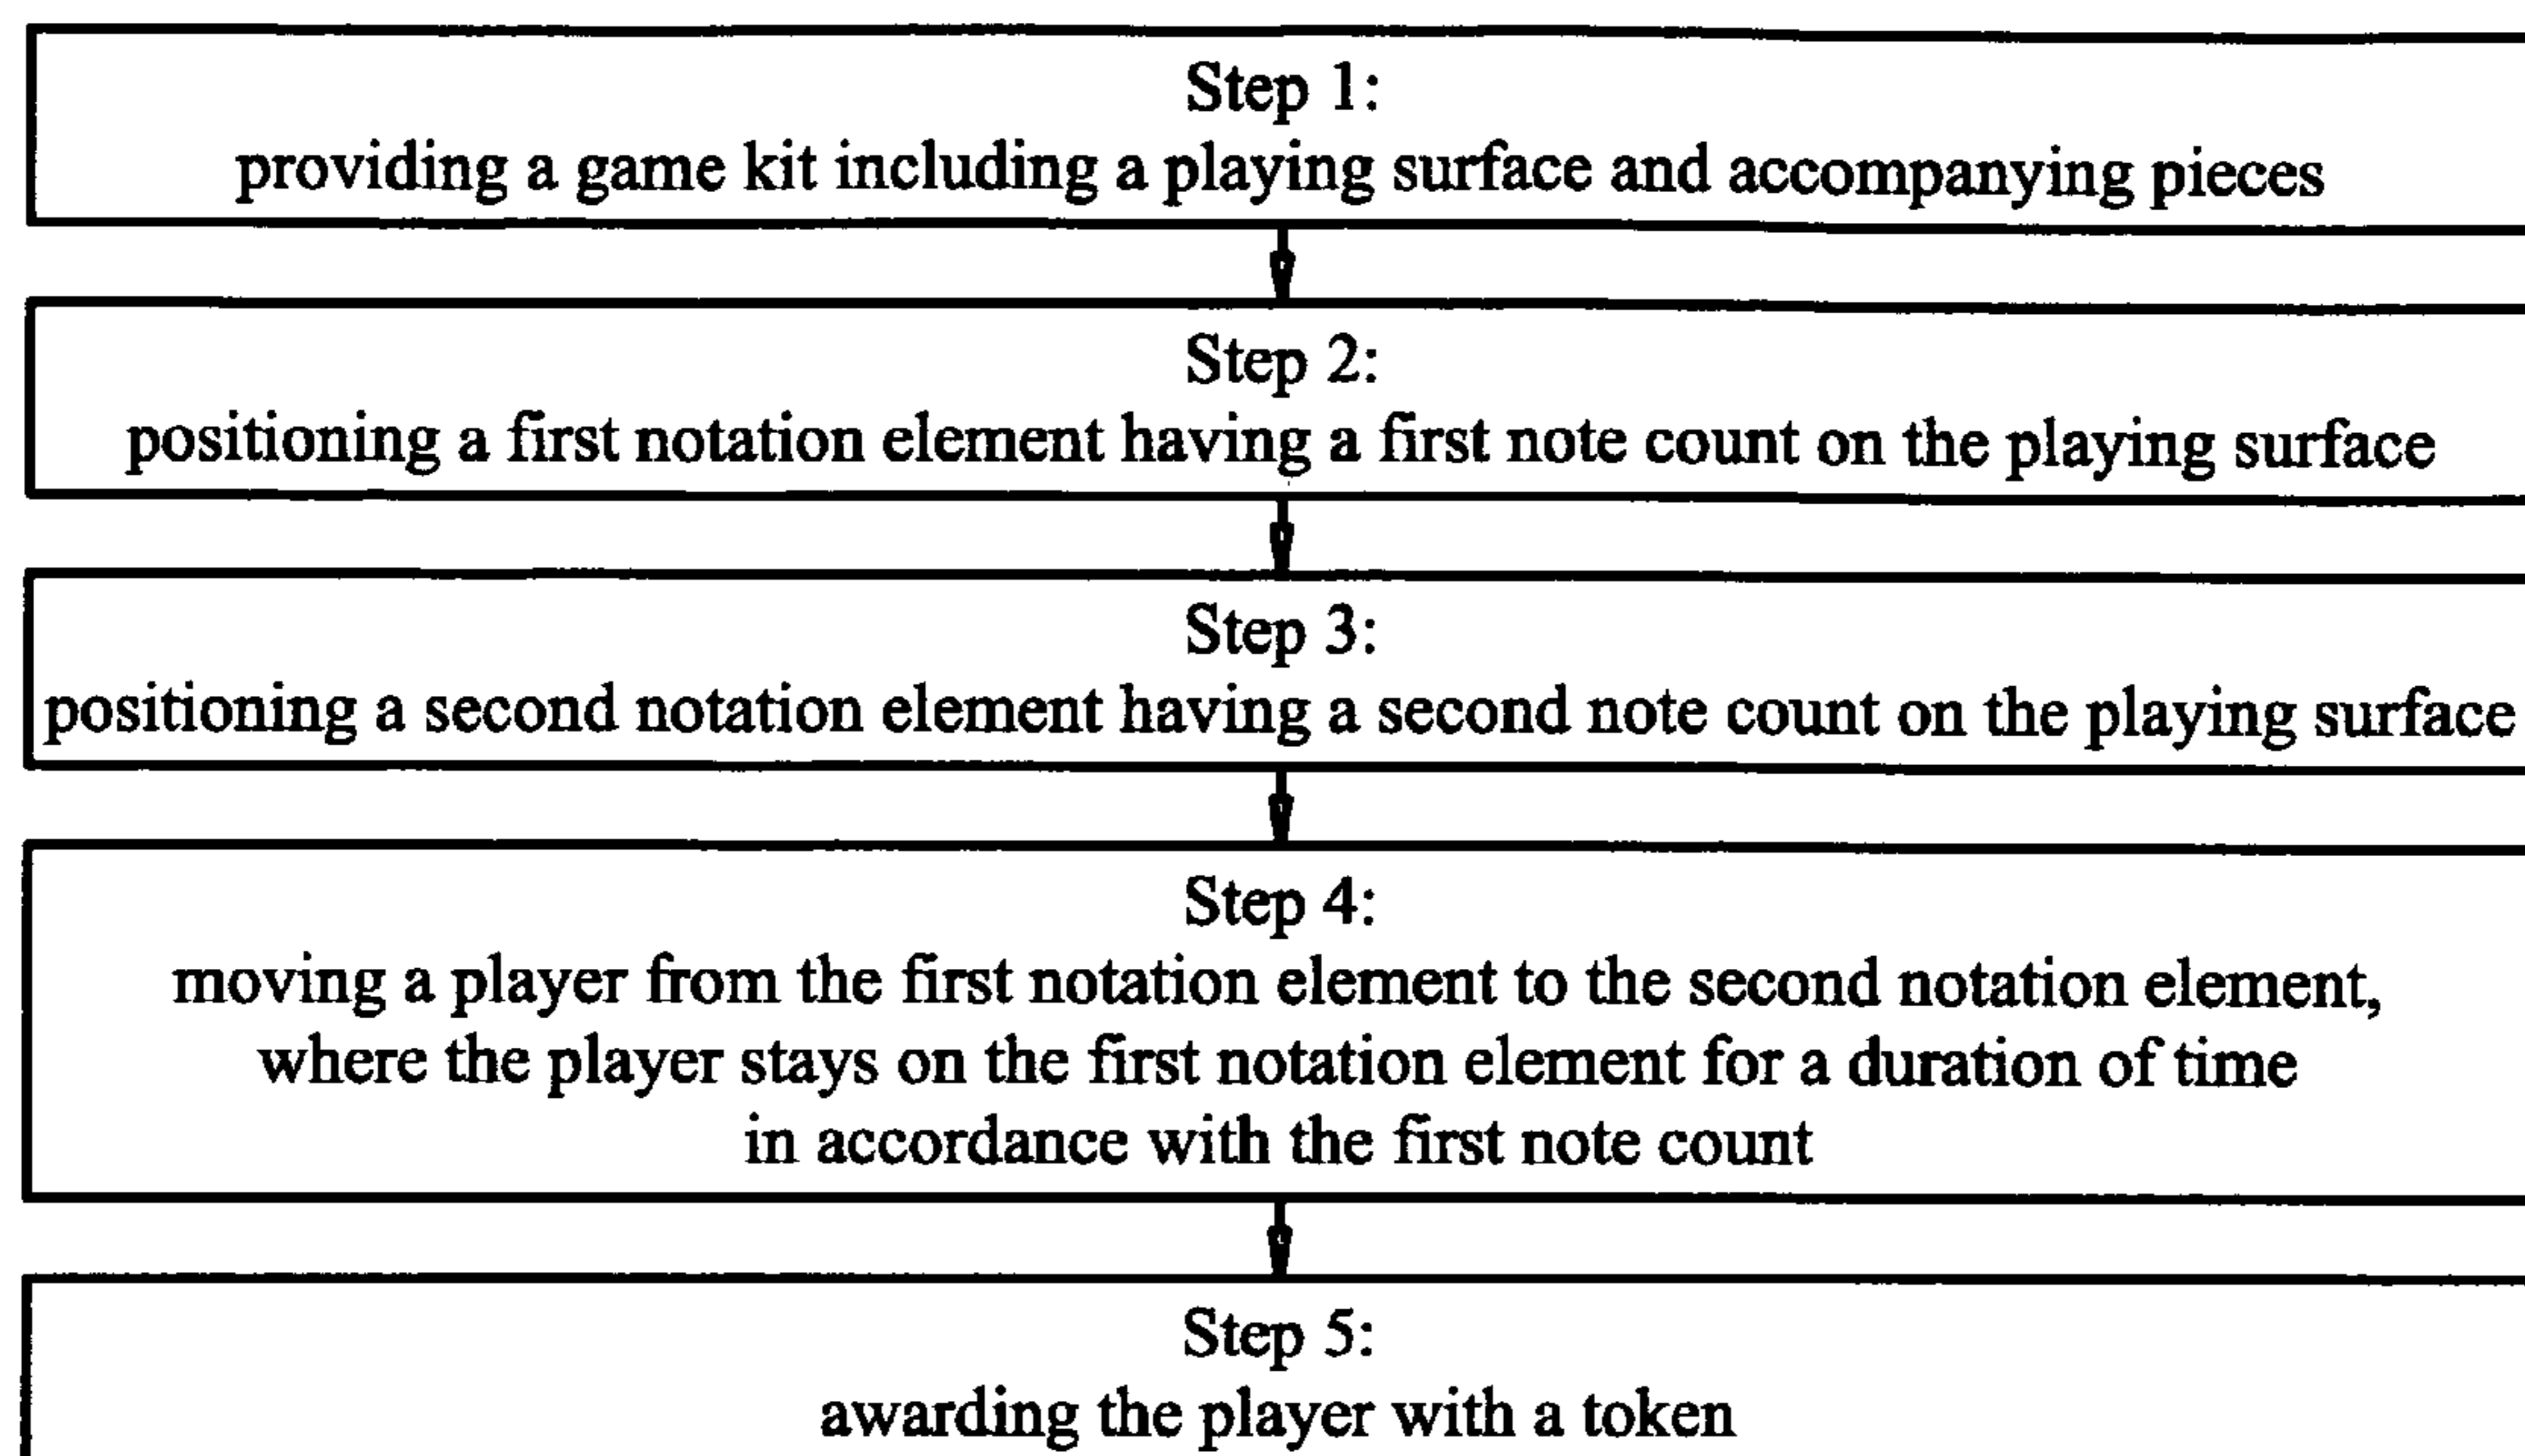 Step 1:
providing a game kit including a playing surface and accompanying pieces
Step 2:
positioning a first notation element having a first note count on the playing surface
Step 3:
positioning a second notation element having a second note count on the playing surface
Step 4:
moving a player from the first notation element to the second notation element,
where the player stays on the first notation element for a duration of time
in accordance with the first note count
Step 5:
awarding the player with a token